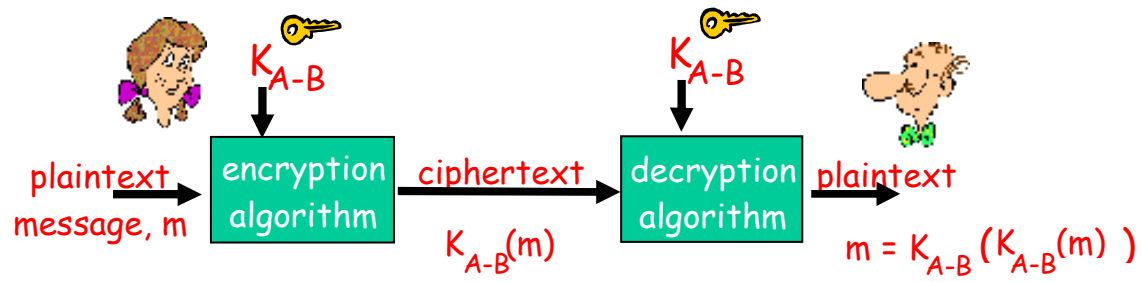 K A-B
K A-B
plaintext
message, m
encryption
algorithm
ciphertext
K A-B (m)
decryption
algorithm
plaintext
m = K A-B ( K A-B (m) )